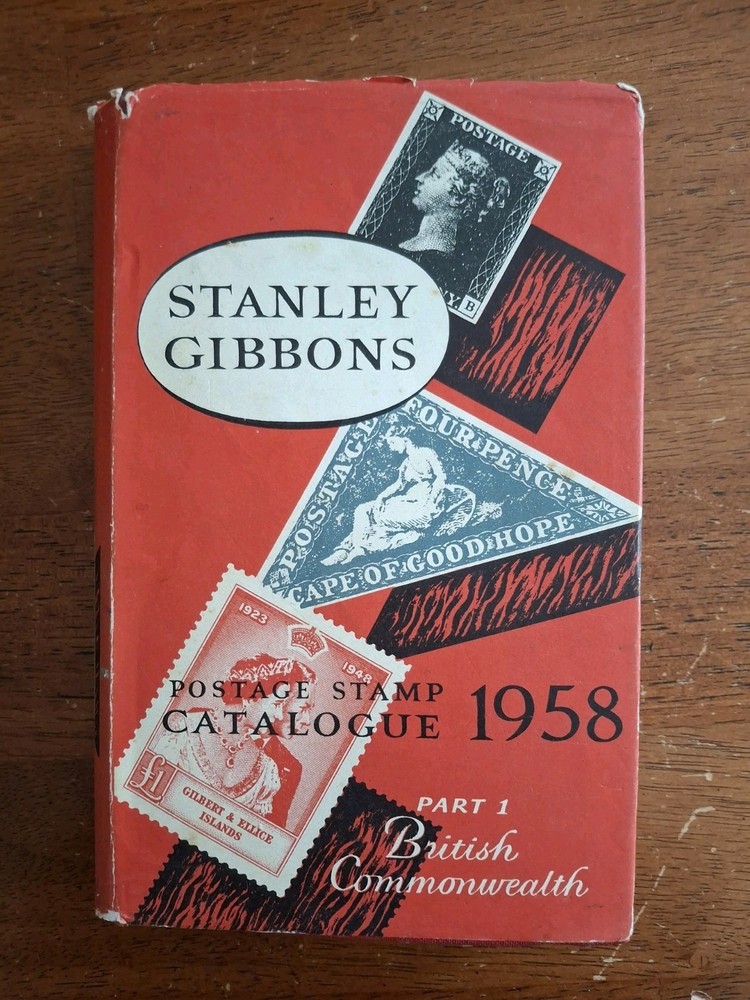 POSTAGE
B
STANLEY
GIBBONS
POSTAGE
FOUR PENCE
CAPE OF GOOD HOPE
1923
1948
POSTAGE STAMP
CATALOGUE 1958
£1
GILBERT & ELLICE
ISLANDS
PART 1
British
Commonwealth